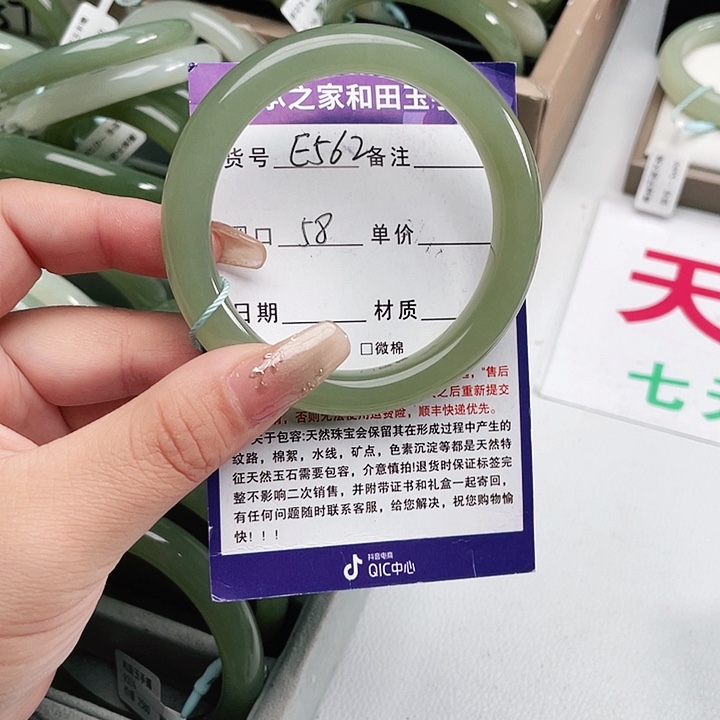 之家和田玉
货号 E562 备注
口 58 单价
日期 材质
□微棉
"售后
之后重新提交
否则无法使用退货险，顺丰快递优先。
关于包容:天然珠宝会保留其在形成过程中产生的
纹路，棉絮，水线，矿点，色素沉淀等都是天然特
征天然玉石需要包容，介意慎拍!退货时保证标签完
整不影响二次销售，并附带证书和礼盒一起寄回，
有任何问题随时联系客服，给您解决，祝您购物愉
快！！！
抖音电商
QIC中心
天
七天